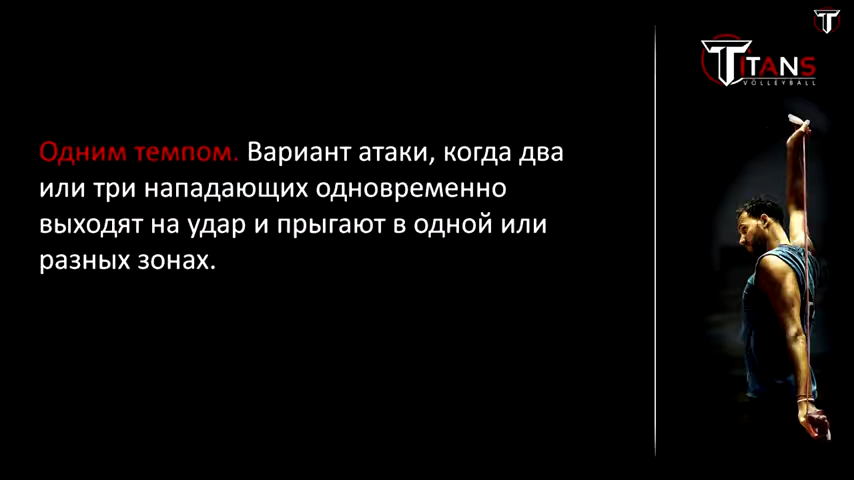 Одним темпом. Вариант атаки, когда два
или три нападающих одновременно
выходят на удар и прыгают в одной или
разных зонах.
TITANS
VOLLEYBALL
T